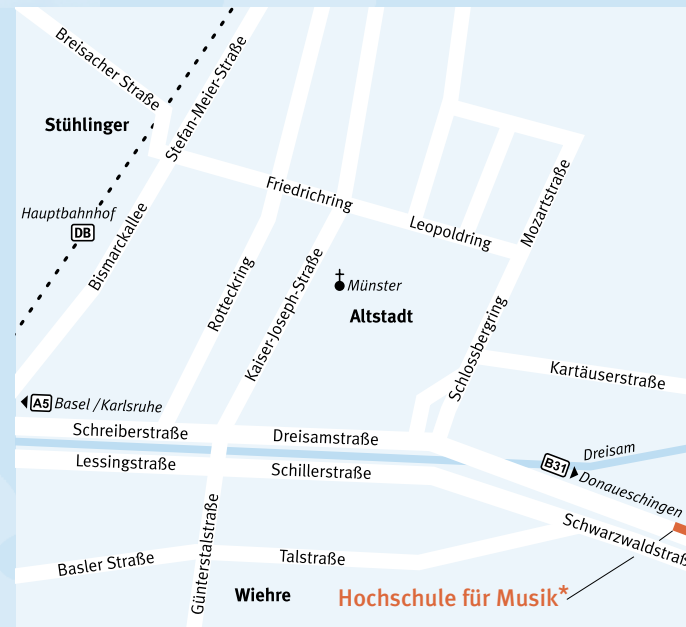 Breisacher Straße
Stefan-Meier-Straße
Stühlinger
Friedrichring
Mozartstraße
Hauptbahnhof
DB
Bismarckallee
Leopoldring
Rotteckring
Kaiser-Joseph-Straße
Münster
Altstadt
Schlossbergring
Kartäuserstraße
A5 Basel /Karlsruhe
Schreiberstraße
Dreisamstraße
Dreisam
Lessingstraße
Schillerstraße
B31 Donaueschingen
Günterstalstraße
Schwarzwaldstraß
Basler Straße
Talstraße
Wiehre
Hochschule für Musik*